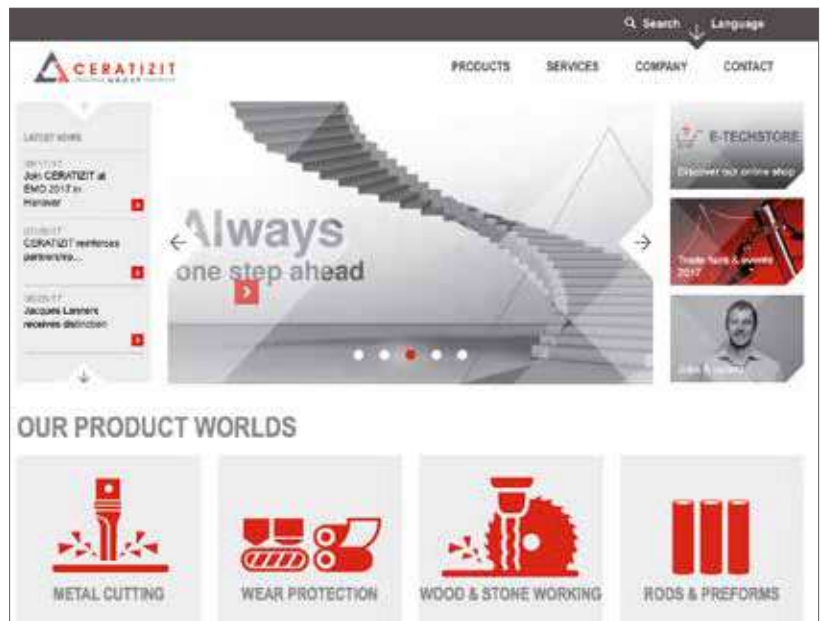 Search
Language
CERATIZIT
GROUP
PRODUCTS
SERVICES
COMPANY
CONTACT
LATEST NEWS
Join CERATIZIT at
EMO 2017 in
Hanover
CERATIZIT reinforces
partnership...
Jacques Lanners
receives distinction
Always
one step ahead
E-TECHSTORE
Discover our online shop
Trade fairs & events
2017
OUR PRODUCT WORLDS
METAL CUTTING
WEAR PROTECTION
WOOD & STONE WORKING
RODS & PREFORMS